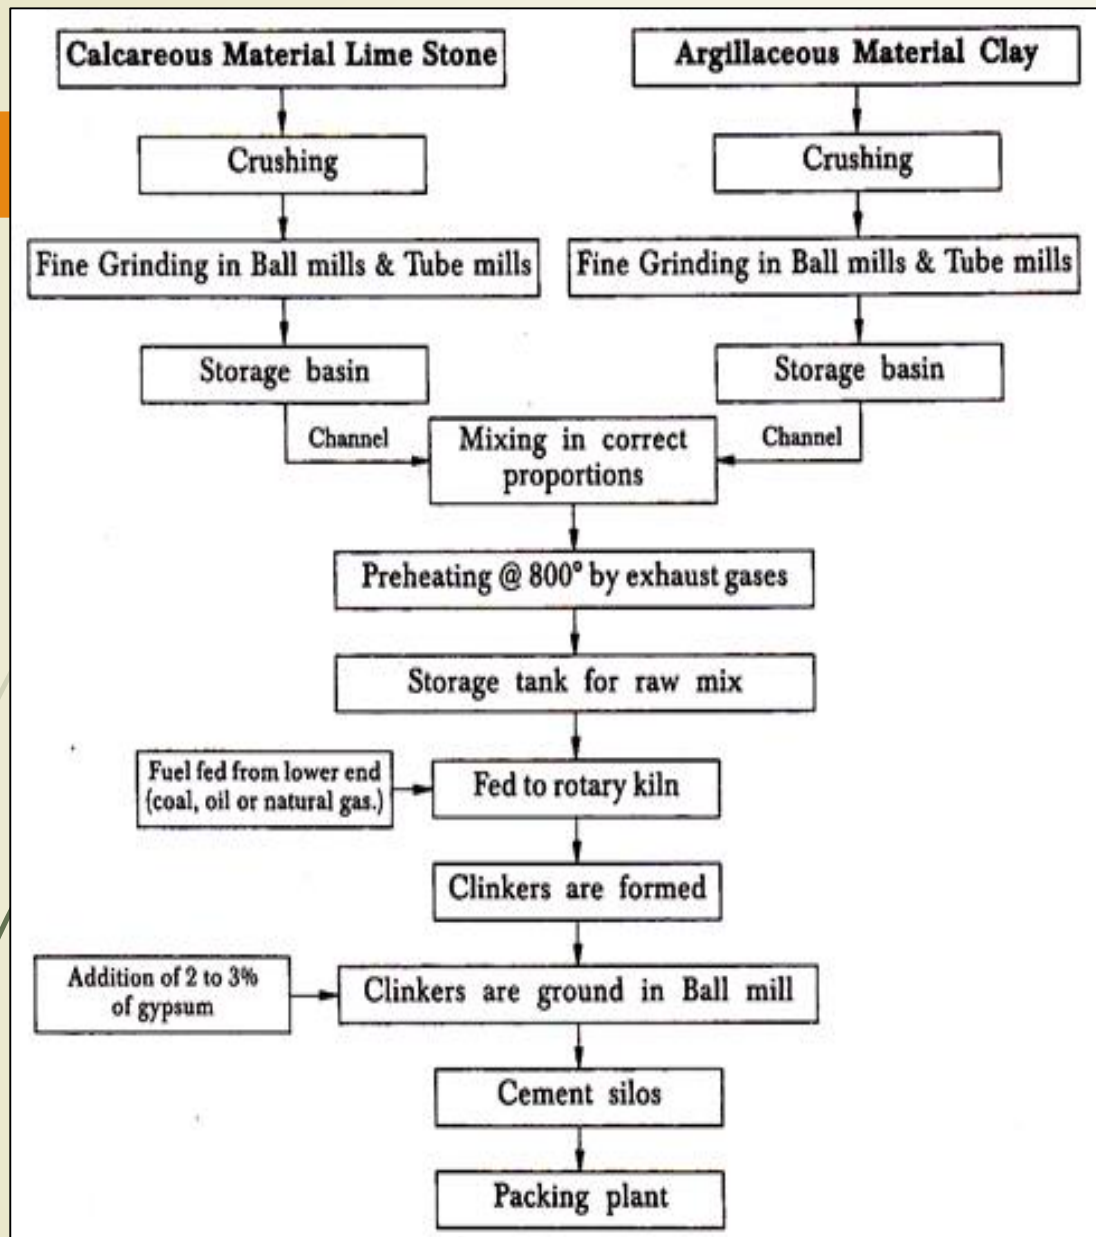 Calcareous Material Lime Stone
Argillaceous Material Clay
Crushing
Crushing
Fine Grinding in Ball mills & Tube mills
Fine Grinding in Ball mills & Tube mills
Storage basin
Storage basin
Channel
Channel
Mixing in correct
proportions
Preheating @ 800° by exhaust gases
Storage tank for raw mix
Fuel fed from lower end
(coal, oil or natural gas.)
Fed to rotary kiln
Clinkers are formed
Addition of 2 to 3%
of gypsum
Clinkers are ground in Ball mill
Cement silos
Packing plant